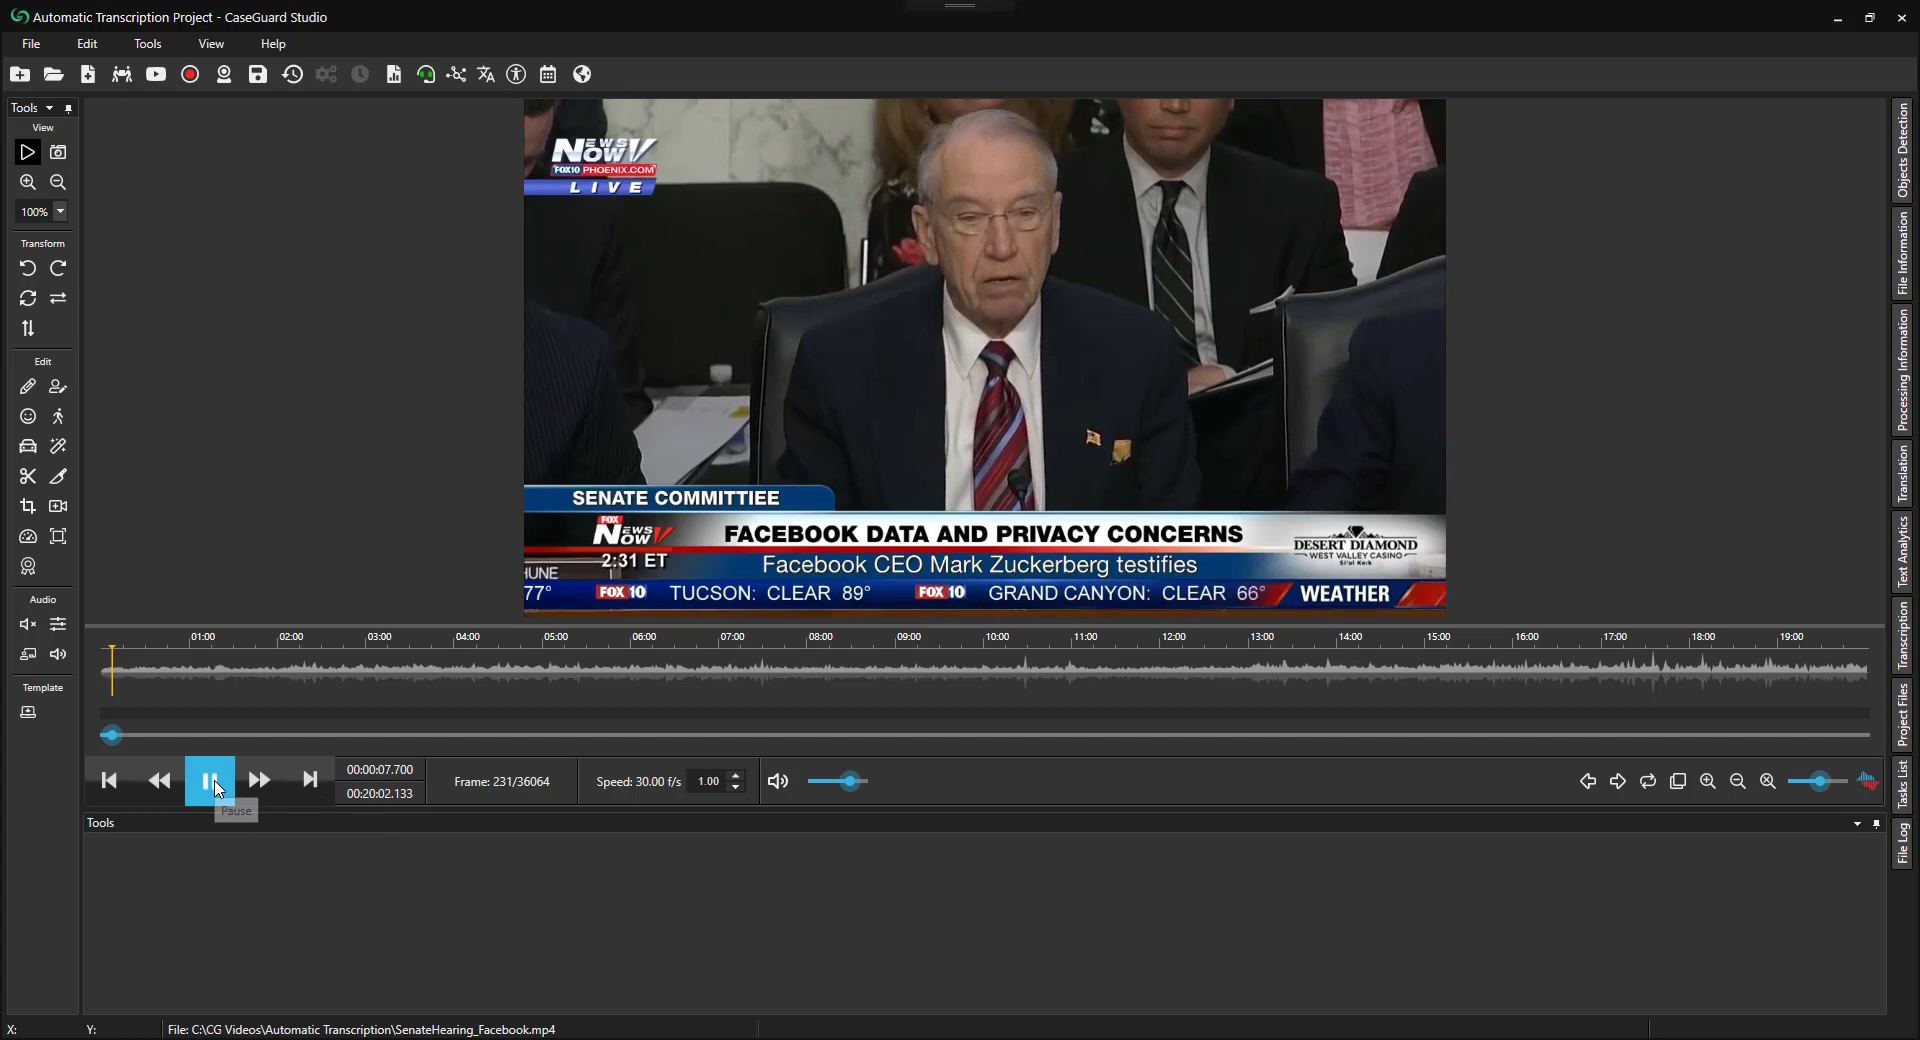 Automatic Transcription Project - CaseGuard Studio
File Edit Tools View Help
Tools
View
100%
Transform
Edit
Audio
Template
NEWS
NOW
FOX10 PHOENIX.COM
LIVE
SENATE COMMITTIEE
FOX
NEWS
NOW
FACEBOOK DATA AND PRIVACY CONCERNS
2:31 ET
Facebook CEO Mark Zuckerberg testifies
DESERT DIAMOND
WEST VALLEY CASINO
HUNE
77° FOX 10 TUCSON: CLEAR 89° FOX 10 GRAND CANYON: CLEAR 66° WEATHER
01:00 02:00 03:00 04:00 05:00 06:00 07:00 08:00 09:00 10:00 11:00 12:00 13:00 14:00 15:00 16:00 17:00 18:00 19:00
00:00:07.700
00:20:02.133
Frame: 231/36064
Speed: 30.00 f/s 1.00
Pause
Tools
Objects Detection
File Information
Processing Information
Translation
Text Analytics
Transcription
Project Files
Tasks List
File Log
X: Y: File: C:\CG Videos\Automatic Transcription\SenateHearing_Facebook.mp4